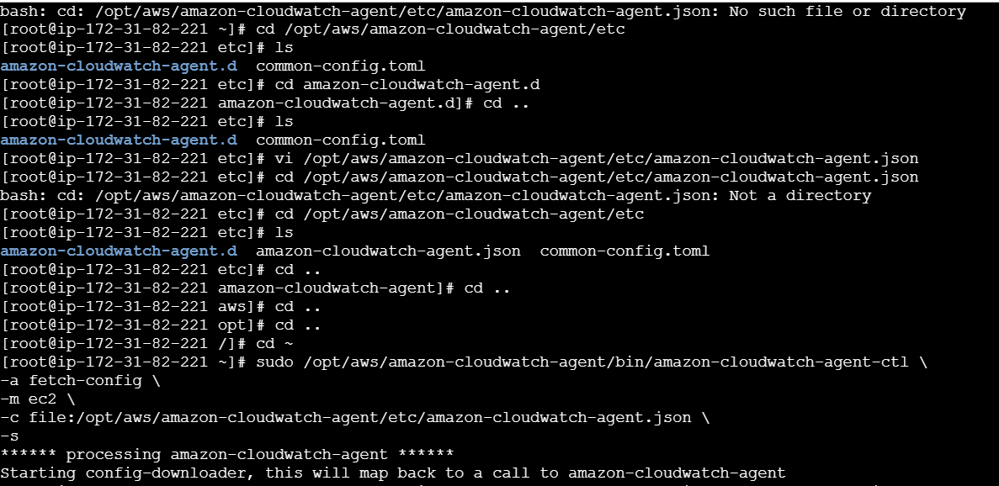 bash: cd: /opt/aws/amazon-cloudwatch-agent/etc/amazon-cloudwatch-agent.json: No such file or directory
[root@ip-172-31-82-221 ~]# cd /opt/aws/amazon-cloudwatch-agent/etc
[root@ip-172-31-82-221 etc]# ls
amazon-cloudwatch-agent.d  common-config.toml
[root@ip-172-31-82-221 etc]# cd amazon-cloudwatch-agent.d
[root@ip-172-31-82-221 amazon-cloudwatch-agent.d]# cd ..
[root@ip-172-31-82-221 etc]# ls
amazon-cloudwatch-agent.d  common-config.toml
[root@ip-172-31-82-221 etc]# vi /opt/aws/amazon-cloudwatch-agent/etc/amazon-cloudwatch-agent.json
[root@ip-172-31-82-221 etc]# cd /opt/aws/amazon-cloudwatch-agent/etc/amazon-cloudwatch-agent.json
bash: cd: /opt/aws/amazon-cloudwatch-agent/etc/amazon-cloudwatch-agent.json: Not a directory
[root@ip-172-31-82-221 etc]# cd /opt/aws/amazon-cloudwatch-agent/etc
[root@ip-172-31-82-221 etc]# ls
amazon-cloudwatch-agent.d  amazon-cloudwatch-agent.json  common-config.toml
[root@ip-172-31-82-221 etc]# cd ..
[root@ip-172-31-82-221 amazon-cloudwatch-agent]# cd ..
[root@ip-172-31-82-221 aws]# cd ..
[root@ip-172-31-82-221 opt]# cd ..
[root@ip-172-31-82-221 /]# cd ~
[root@ip-172-31-82-221 ~]# sudo /opt/aws/amazon-cloudwatch-agent/bin/amazon-cloudwatch-agent-ctl \
-a fetch-config \
-m ec2 \
-c file:/opt/aws/amazon-cloudwatch-agent/etc/amazon-cloudwatch-agent.json \
-s
****** processing amazon-cloudwatch-agent ******
Starting config-downloader, this will map back to a call to amazon-cloudwatch-agent